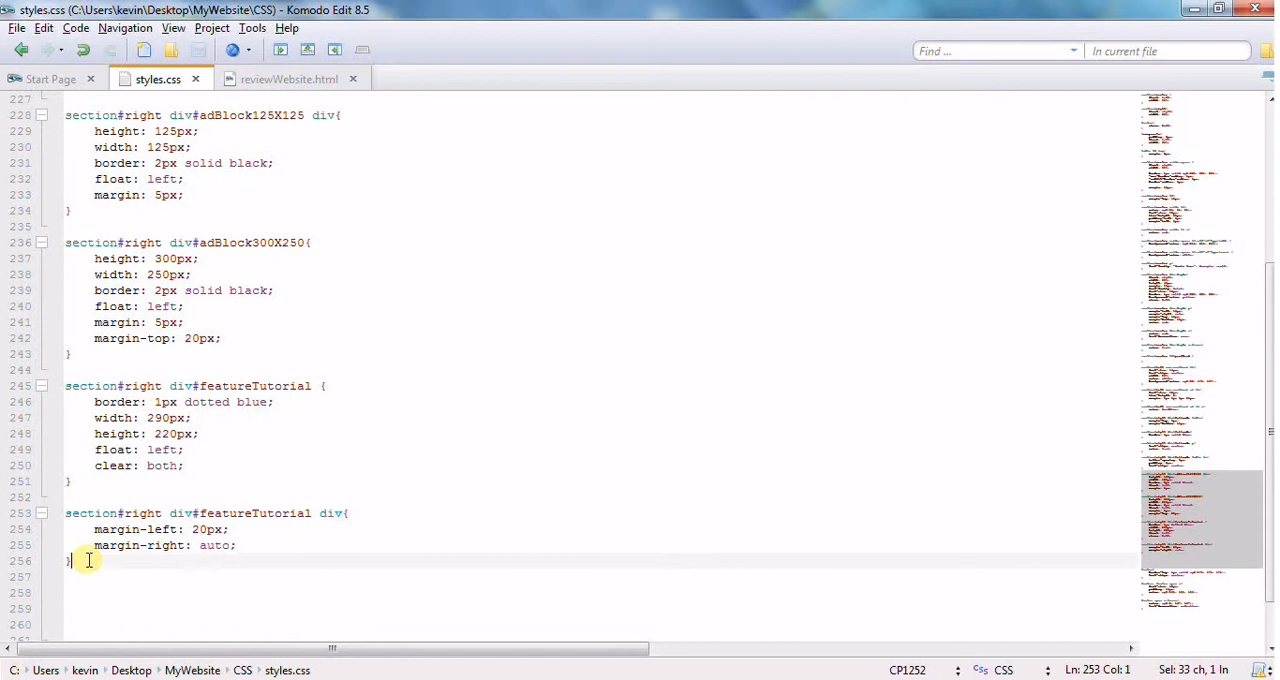 styles.css (C:\Users\kevin\Desktop\MyWebsite\CSS) - Komodo Edit 8.5
File Edit Code Navigation View Project Tools Help
Find ... In current file
Start Page styles.css reviewWebsite.html
227
228 section#right div#adBlock125X125 div{
229 height: 125px;
230 width: 125px;
231 border: 2px solid black;
232 float: left;
233 margin: 5px;
234 }
235
236 section#right div#adBlock300X250{
237 height: 300px;
238 width: 250px;
239 border: 2px solid black;
240 float: left;
241 margin: 5px;
242 margin-top: 20px;
243 }
244
245 section#right div#featureTutorial {
246 border: 1px dotted blue;
247 width: 290px;
248 height: 220px;
249 float: left;
250 clear: both;
251 }
252
253 section#right div#featureTutorial div{
254 margin-left: 20px;
255 margin-right: auto;
256 }
257
258
259
260
261
C: Users kevin Desktop MyWebsite CSS styles.css CP1252 CSS CSS Ln: 253 Col: 1 Sel: 33 ch, 1 ln